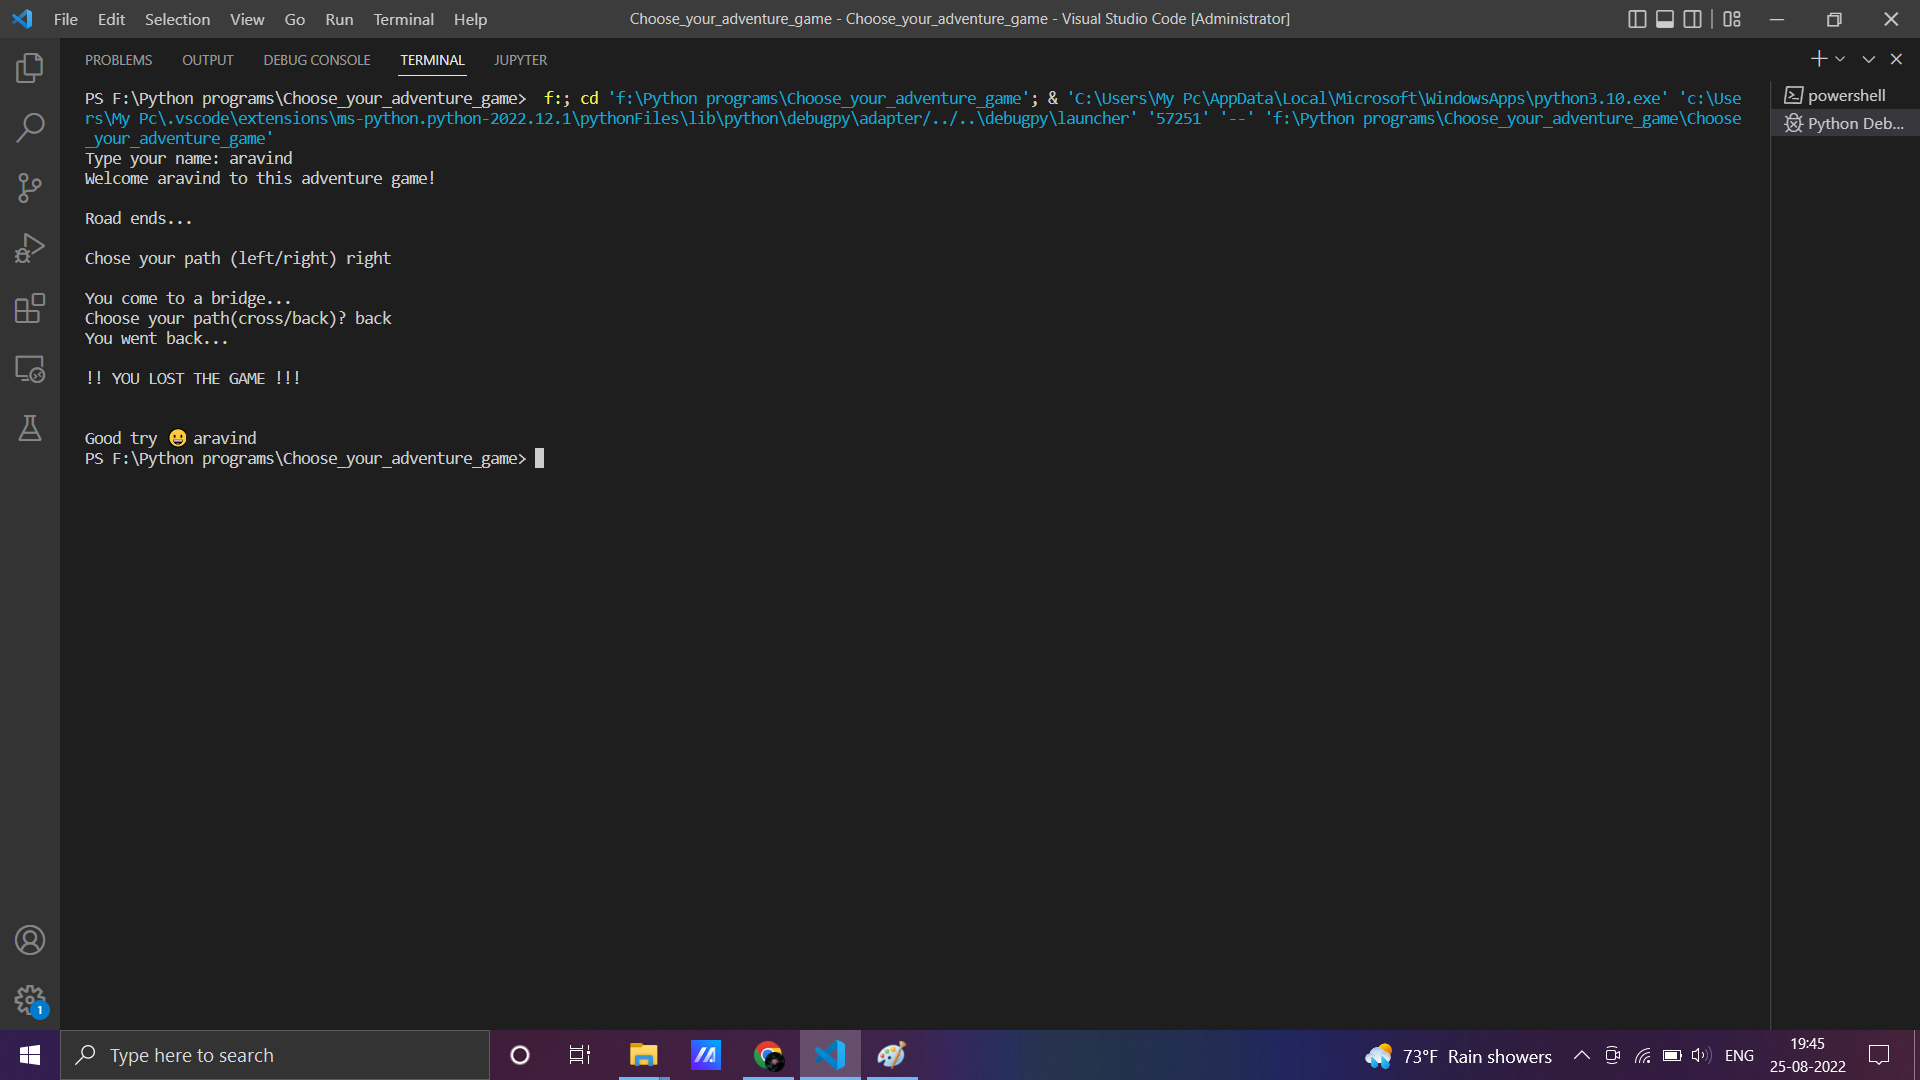 File Edit Selection View Go Run Terminal Help
Choose_your_adventure_game - Choose_your_adventure_game - Visual Studio Code [Administrator]
PROBLEMS OUTPUT DEBUG CONSOLE TERMINAL JUPYTER
PS F:\Python programs\Choose_your_adventure_game>  f:; cd 'f:\Python programs\Choose_your_adventure_game'; & 'C:\Users\My Pc\AppData\Local\Microsoft\WindowsApps\python3.10.exe' 'c:\Use
rs\My Pc\.vscode\extensions\ms-python.python-2022.12.1\pythonFiles\lib\python\debugpy\adapter/../..\debugpy\launcher' '57251' '--' 'f:\Python programs\Choose_your_adventure_game\Choose
_your_adventure_game'
Type your name: aravind
Welcome aravind to this adventure game!
Road ends...
Chose your path (left/right) right
You come to a bridge...
Choose your path(cross/back)? back
You went back...
!! YOU LOST THE GAME !!!
Good try 😀 aravind
PS F:\Python programs\Choose_your_adventure_game>
powershell
Python Deb...
1
Type here to search
73°F Rain showers
ENG
19:45
25-08-2022